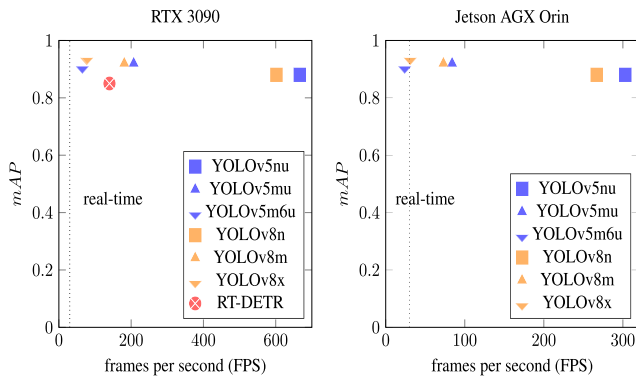 RTX 3090
1
0.8
0.6
0.4
0.2
0
mAP
real-time
YOLOv5nu
YOLOv5mu
YOLOv5m6u
YOLOv8n
YOLOv8m
YOLOv8x
RT-DETR
0 200 400 600
frames per second (FPS)
Jetson AGX Orin
1
0.8
0.6
0.4
0.2
0
mAP
real-time
YOLOv5nu
YOLOv5mu
YOLOv5m6u
YOLOv8n
YOLOv8m
YOLOv8x
0 100 200 300
frames per second (FPS)